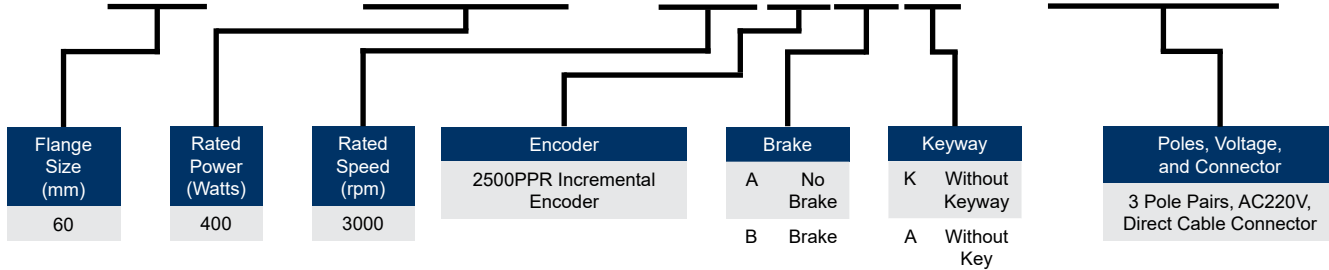 Flange
Size
(mm)
60
Rated
Power
(Watts)
400
Rated
Speed
(rpm)
3000
Encoder
2500PPR Incremental
Encoder
Brake
A No
Brake
B Brake
Keyway
K Without
Keyway
A Without
Key
Poles, Voltage,
and Connector
3 Pole Pairs, AC220V,
Direct Cable Connector